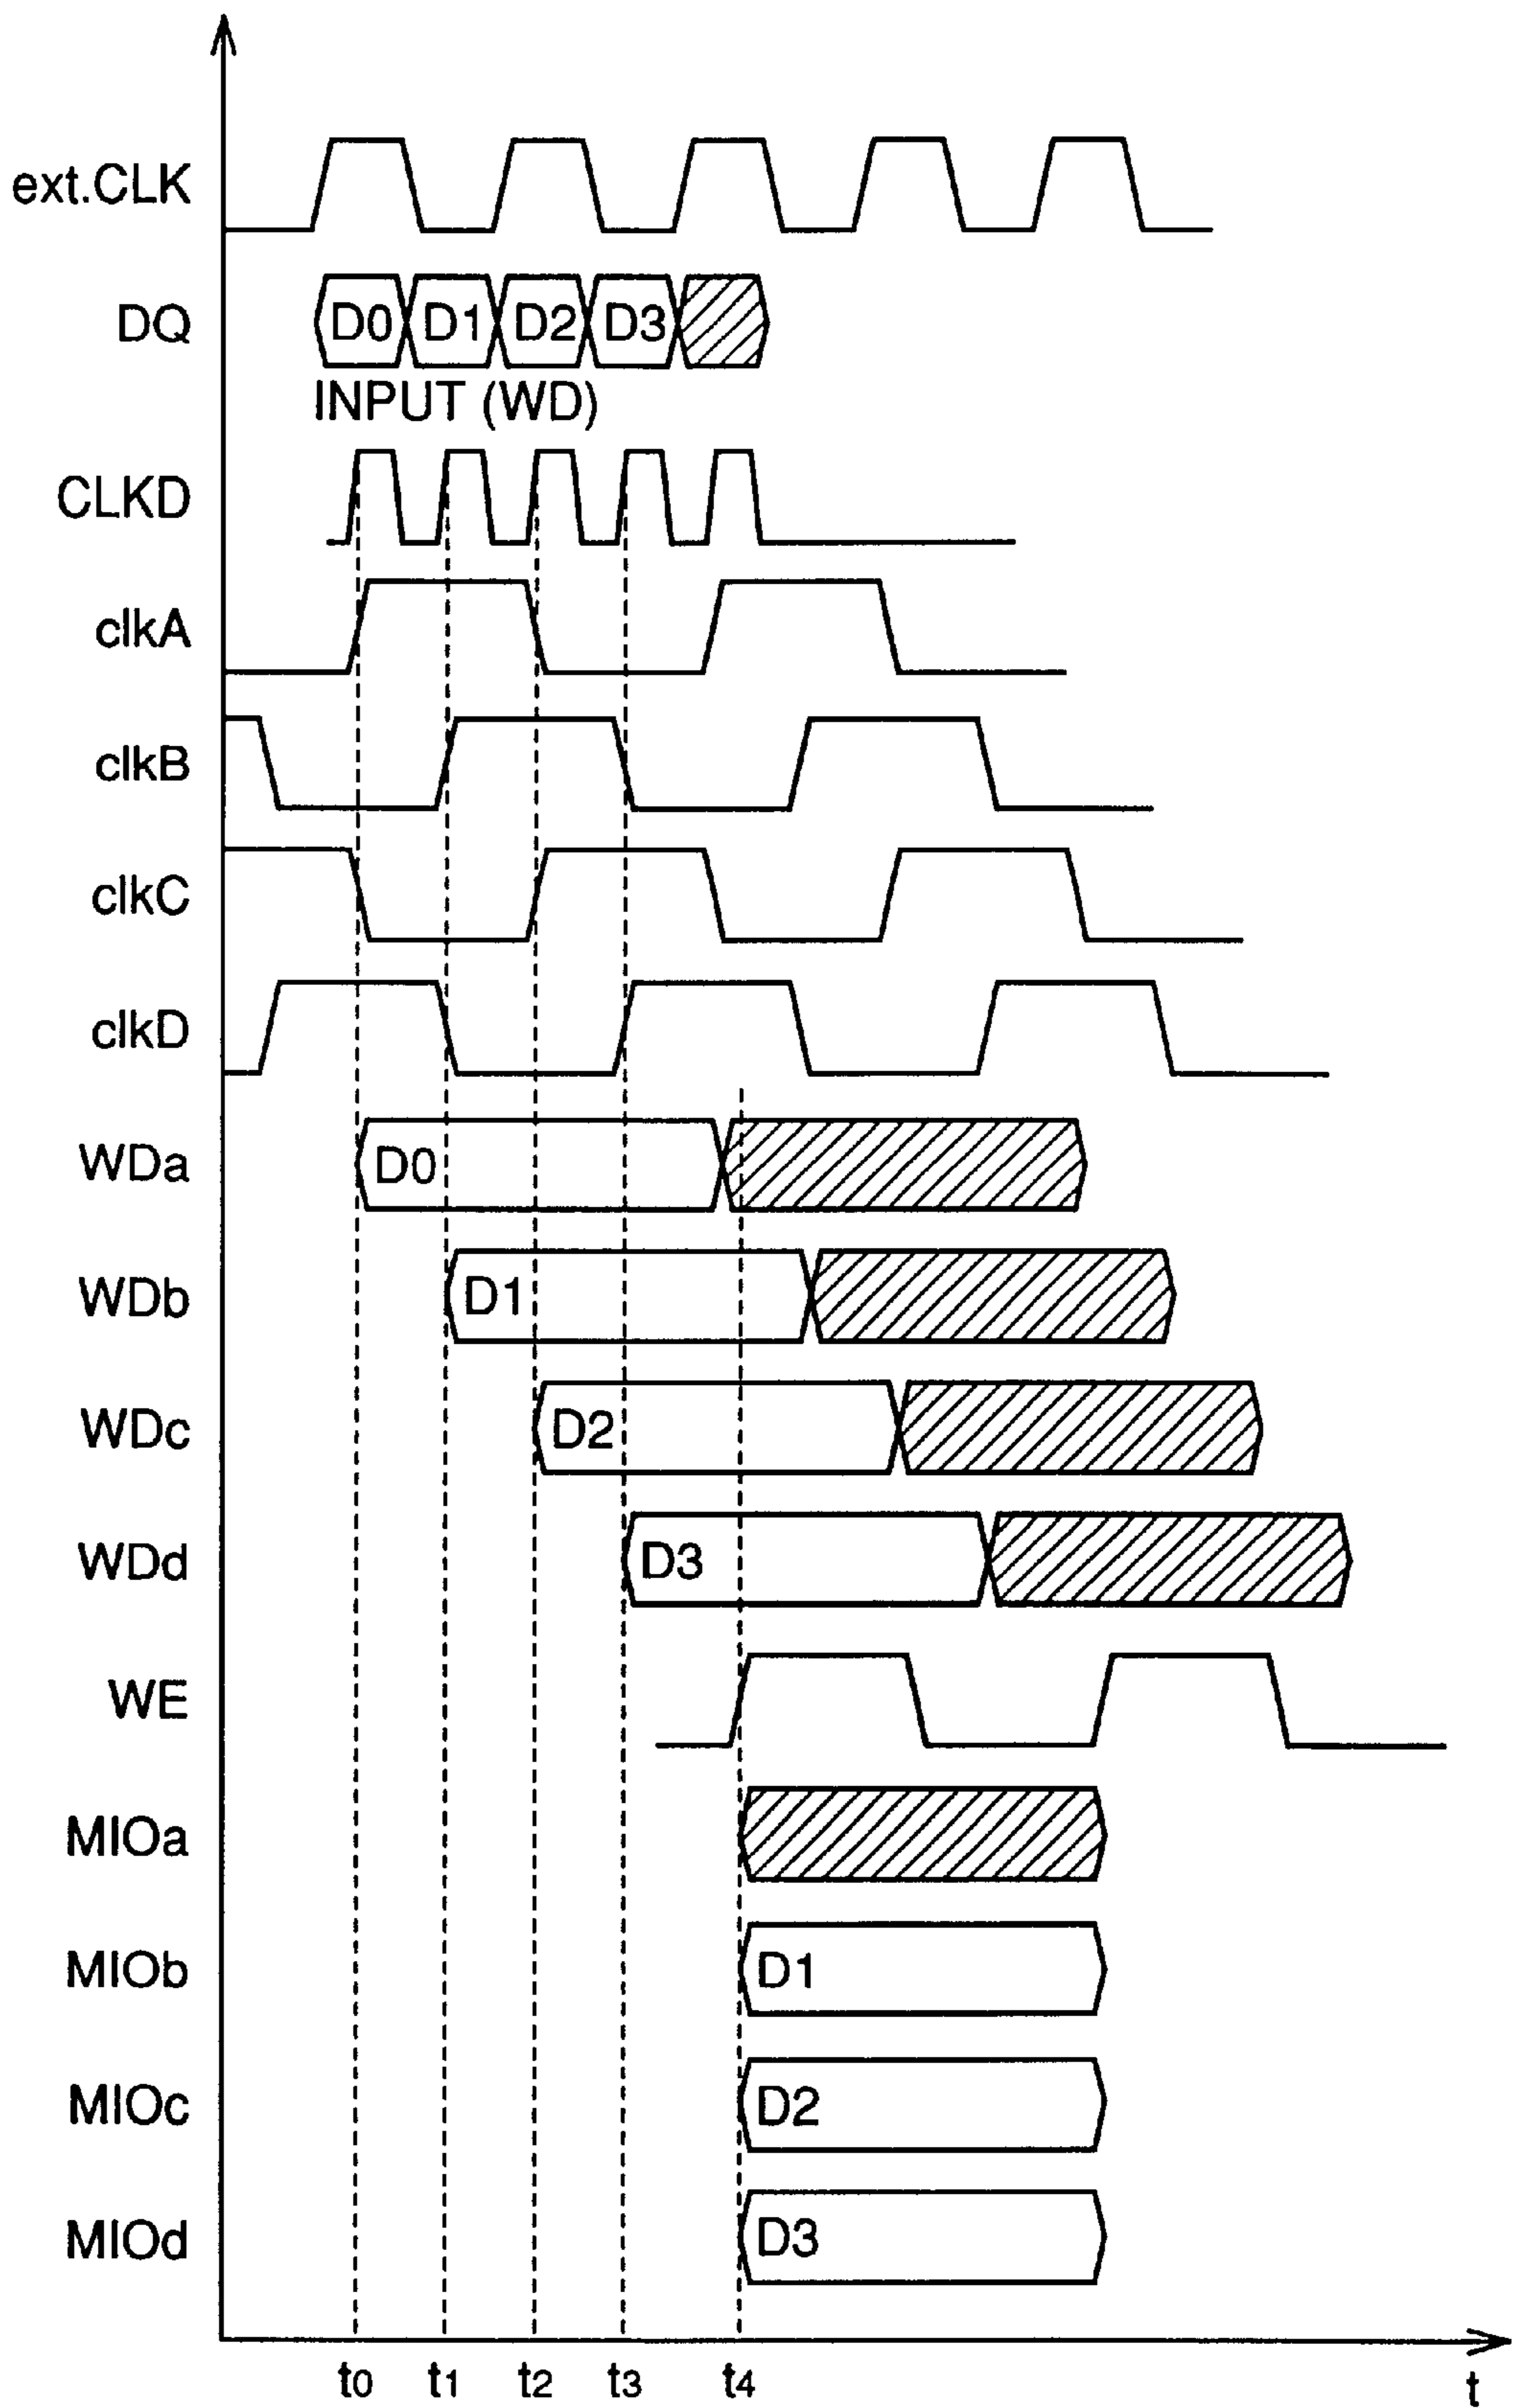 ext.CLK
DQ D0 D1 D2 D3
INPUT (WD)
CLKD
clkA
clkB
clkC
clkD
WDa D0
WDb D1
WDc D2
WDd D3
WE
MIOa
MIOb D1
MIOc D2
MIOd D3
t0 t1 t2 t3 t4 t